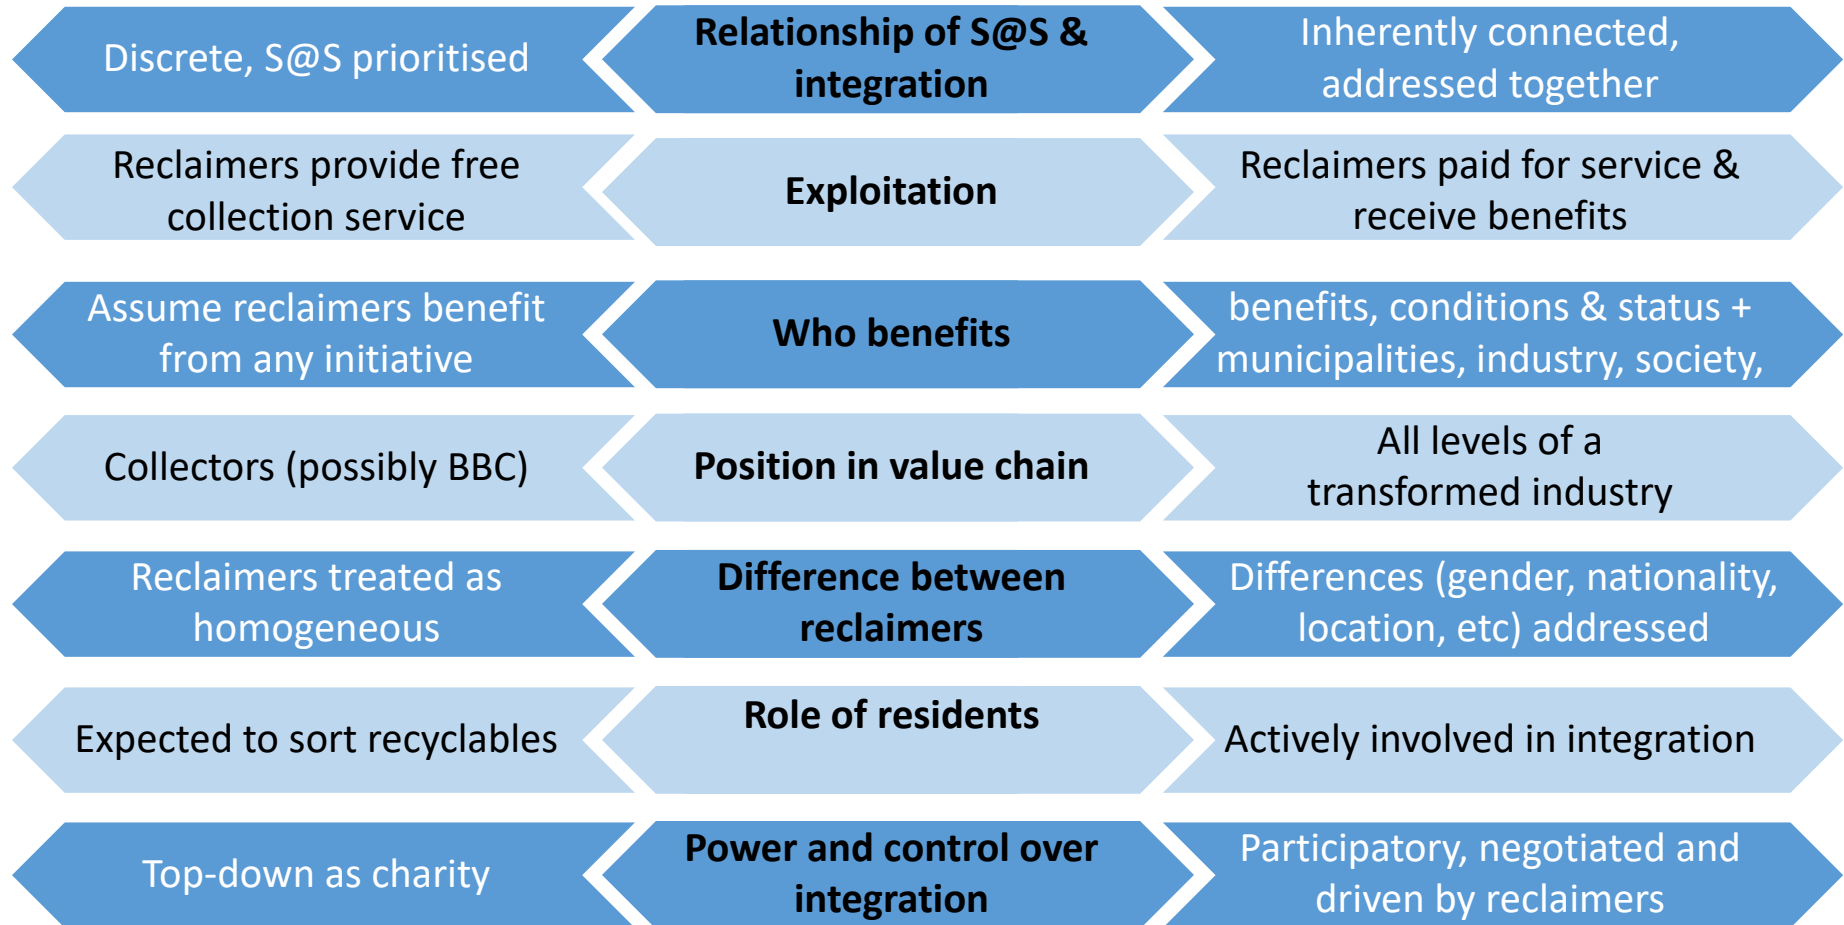 Discrete, S@S prioritised
Relationship of S@S &
integration
Inherently connected,
addressed together
Reclaimers provide free
collection service
Exploitation
Reclaimers paid for service &
receive benefits
Assume reclaimers benefit
from any initiative
Who benefits
benefits, conditions & status +
municipalities, industry, society,
Collectors (possibly BBC)
Position in value chain
All levels of a
transformed industry
Reclaimers treated as
homogeneous
Difference between
reclaimers
Differences (gender, nationality,
location, etc) addressed
Expected to sort recyclables
Role of residents
Actively involved in integration
Top-down as charity
Power and control over
integration
Participatory, negotiated and
driven by reclaimers